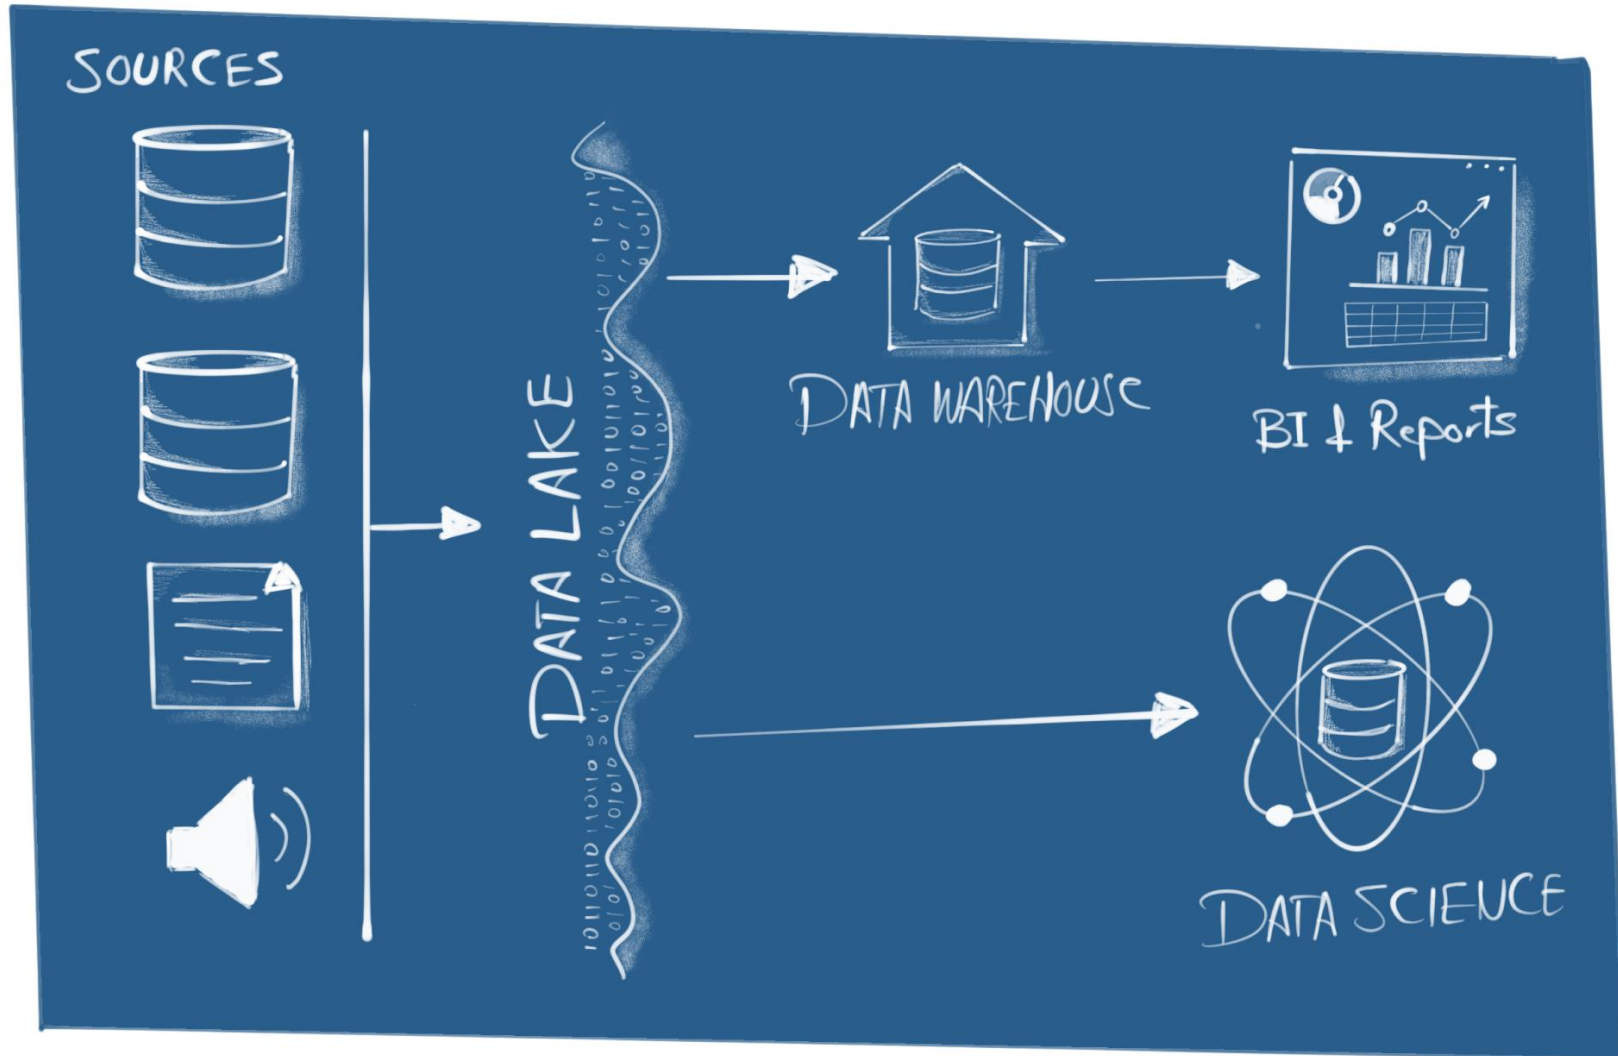 SOURCES
DATA LAKE
DATA WAREHOUSE
BI & Reports
DATA SCIENCE